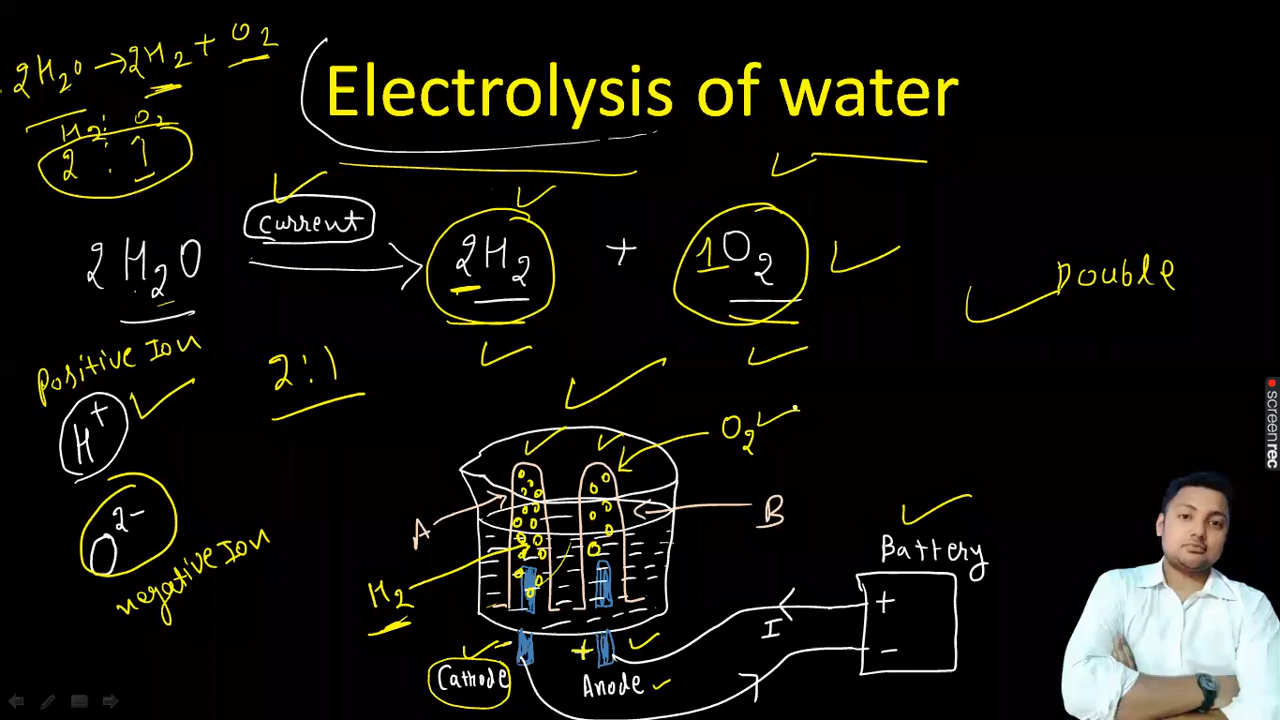 2H2O → 2H2 + O2
H2: O2
2 : 1
Electrolysis of water
current
2H2O → 2H2 + 1O2
Double
Positive Ion
H+
2:1
O2-
negative Ion
O2
A
B
H2
Battery
+
I
-
- +
Cathode
Anode
screenrec